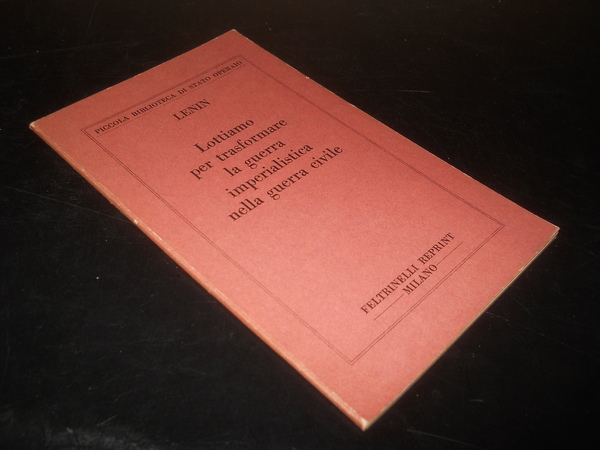 PICCOLA BIBLIOTECA DI STATO OPERAIO
LENIN
Lottiamo
per trasformare
la guerra
imperialistica
nella guerra civile
FELTRINELLI REPRINT
MILANO